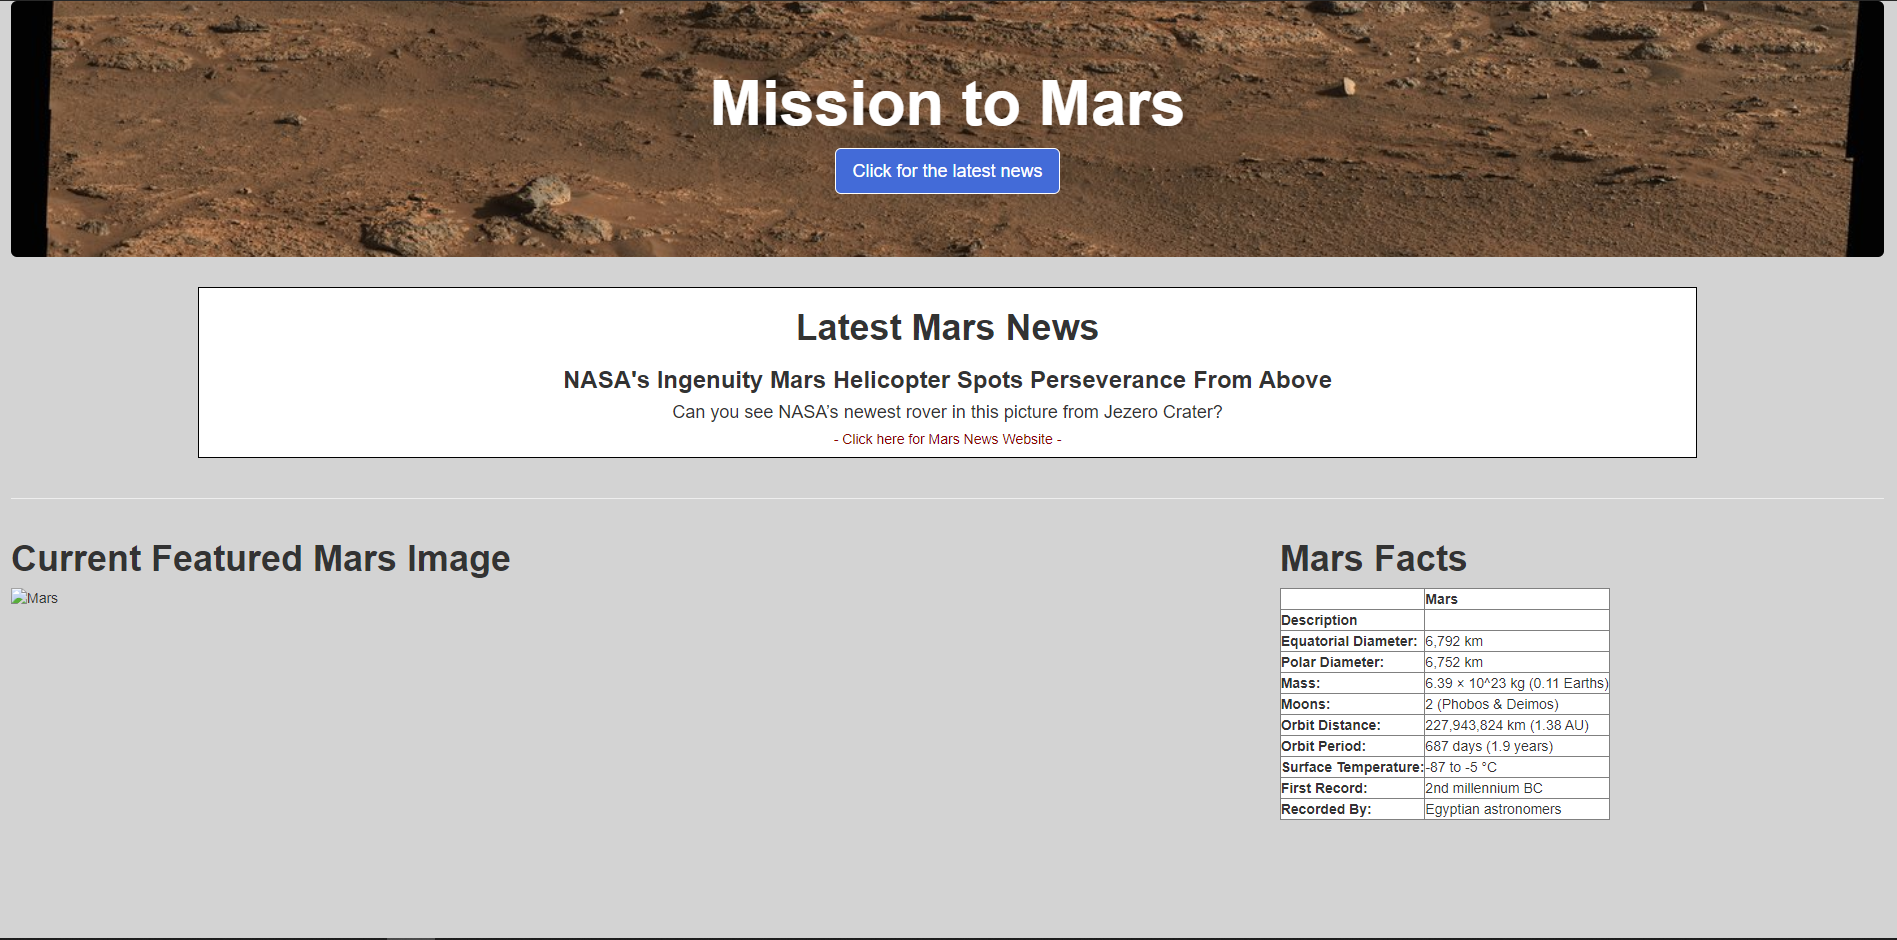 Mission to Mars
Click for the latest news
Latest Mars News
NASA's Ingenuity Mars Helicopter Spots Perseverance From Above
Can you see NASA’s newest rover in this picture from Jezero Crater?
- Click here for Mars News Website -
Current Featured Mars Image
Mars
Mars Facts
Mars
Description
Equatorial Diameter: 6,792 km
Polar Diameter: 6,752 km
Mass: 6.39 × 10^23 kg (0.11 Earths)
Moons: 2 (Phobos & Deimos)
Orbit Distance: 227,943,824 km (1.38 AU)
Orbit Period: 687 days (1.9 years)
Surface Temperature: -87 to -5 °C
First Record: 2nd millennium BC
Recorded By: Egyptian astronomers